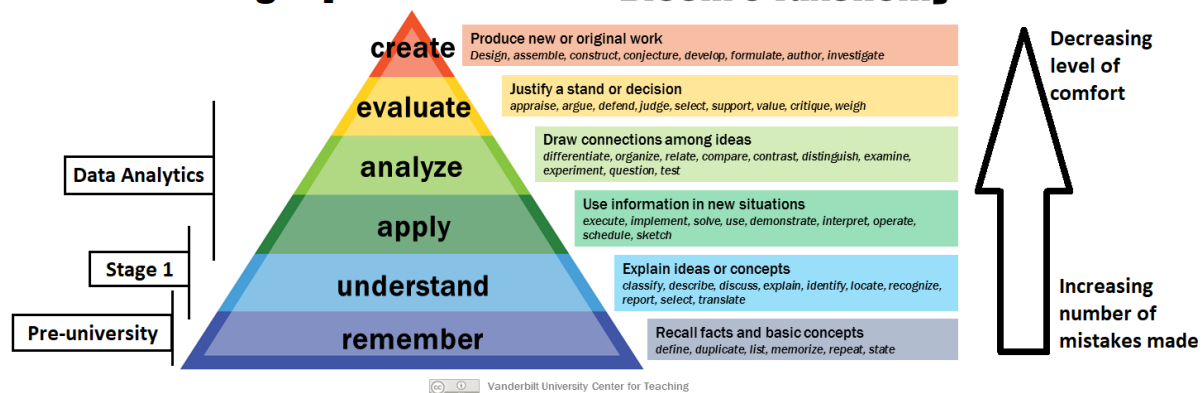 create
Produce new or original work
Design, assemble, construct, conjecture, develop, formulate, author, investigate
evaluate
Justify a stand or decision
appraise, argue, defend, judge, select, support, value, critique, weigh
analyze
Draw connections among ideas
differentiate, organize, relate, compare, contrast, distinguish, examine,
experiment, question, test
apply
Use information in new situations
execute, implement, solve, use, demonstrate, interpret, operate,
schedule, sketch
understand
Explain ideas or concepts
classify, describe, discuss, explain, identify, locate, recognize,
report, select, translate
remember
Recall facts and basic concepts
define, duplicate, list, memorize, repeat, state
Data Analytics
Stage 1
Pre-university
Decreasing
level of
comfort
Increasing
number of
mistakes made
cc
Vanderbilt University Center for Teaching